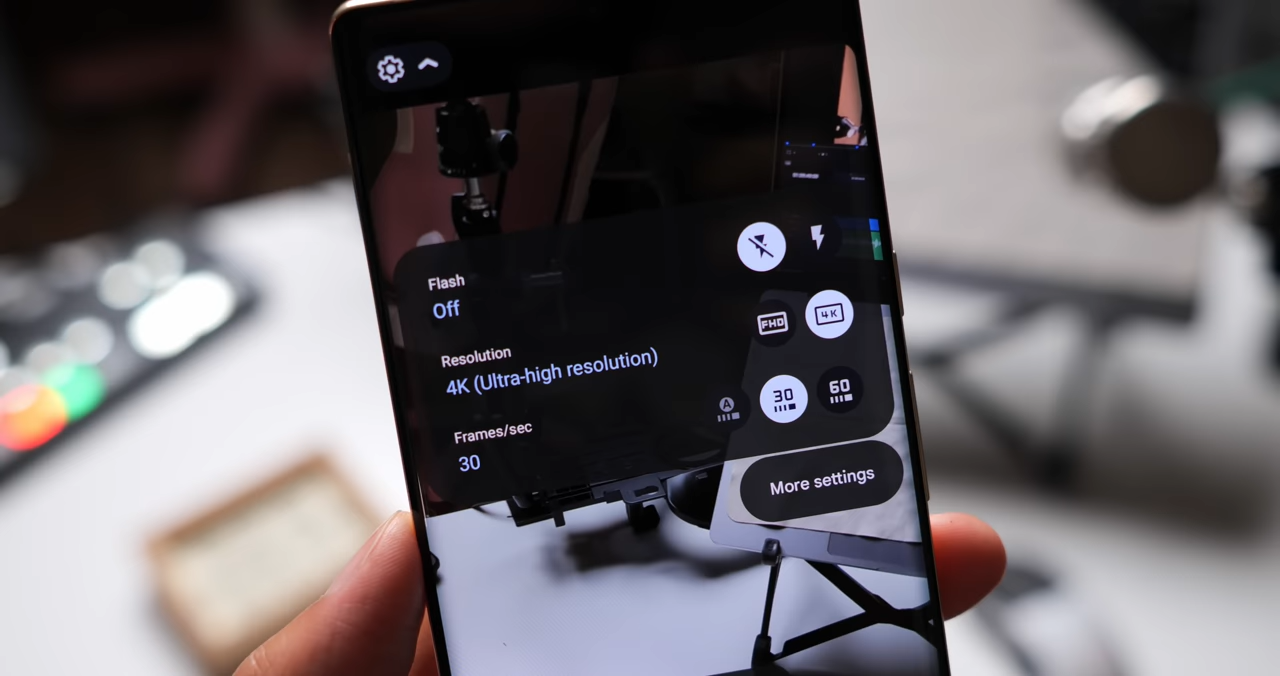 Flash
Off
Resolution
FHD
4K
4K (Ultra-high resolution)
A
30
60
Frames/sec
30
More settings